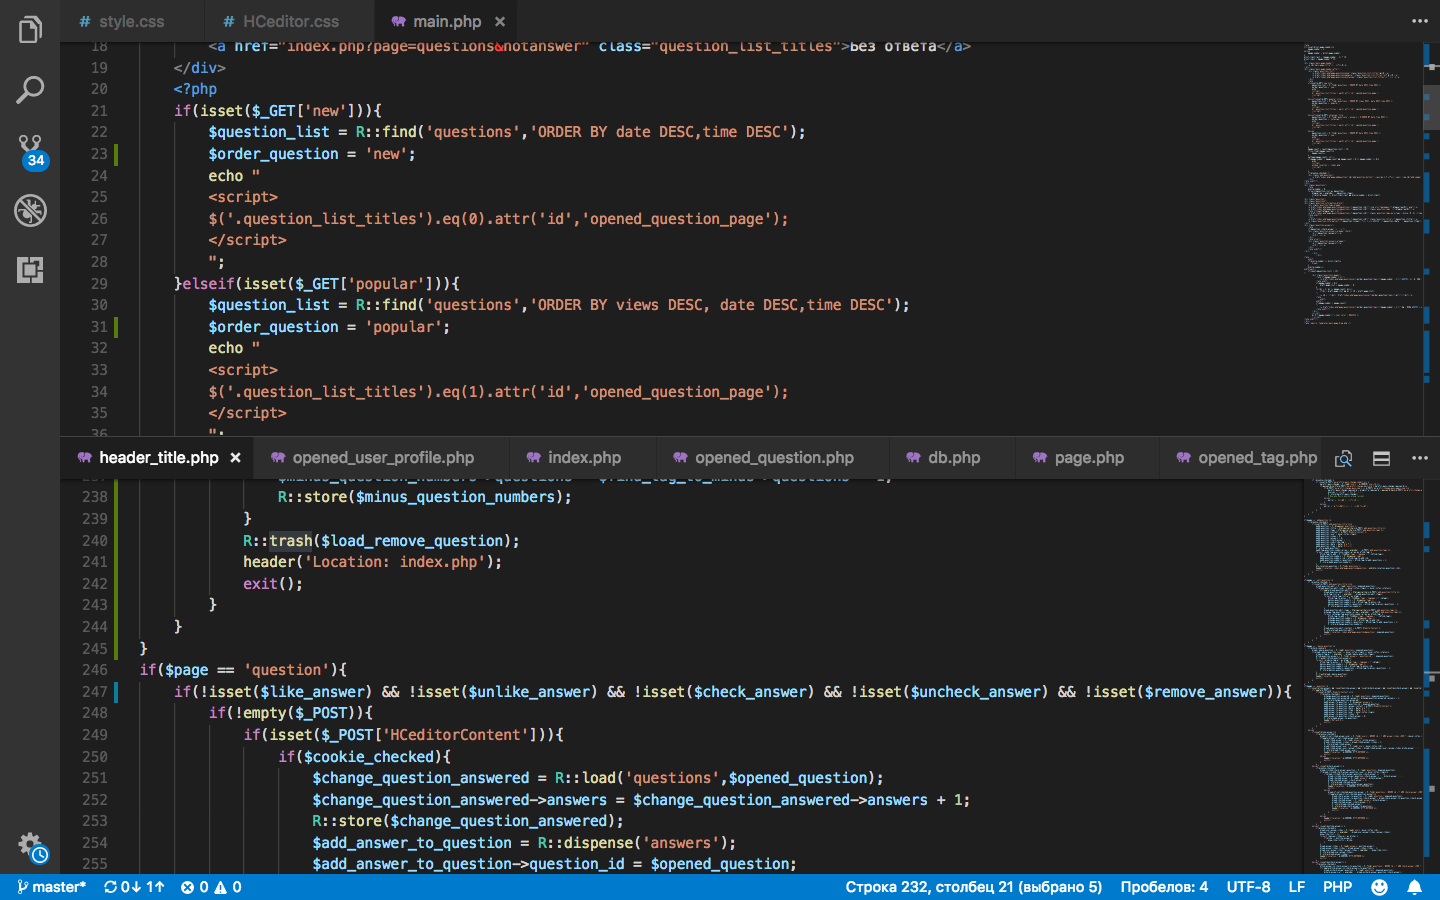 style.css
HCeditor.css
main.php
18 <a href="index.php?page=questions&notanswer" class="question_list_titles">Без ответа</a>
19 </div>
20 <?php
21 if(isset($_GET['new'])){
22 $question_list = R::find('questions','ORDER BY date DESC,time DESC');
23 $order_question = 'new';
24 echo "
25 <script>
26 $('.question_list_titles').eq(0).attr('id','opened_question_page');
27 </script>
28 ";
29 }elseif(isset($_GET['popular'])){
30 $question_list = R::find('questions','ORDER BY views DESC, date DESC,time DESC');
31 $order_question = 'popular';
32 echo "
33 <script>
34 $('.question_list_titles').eq(1).attr('id','opened_question_page');
35 </script>
36 ";
34
header_title.php
opened_user_profile.php
index.php
opened_question.php
db.php
page.php
opened_tag.php
238 R::store($minus_question_numbers);
239 }
240 R::trash($load_remove_question);
241 header('Location: index.php');
242 exit();
243 }
244 }
245 }
246 if($page == 'question'){
247 if(!isset($like_answer) && !isset($unlike_answer) && !isset($check_answer) && !isset($uncheck_answer) && !isset($remove_answer)){
248 if(!empty($_POST)){
249 if(isset($_POST['HCeditorContent'])){
250 if($cookie_checked){
251 $change_question_answered = R::load('questions',$opened_question);
252 $change_question_answered->answers = $change_question_answered->answers + 1;
253 R::store($change_question_answered);
254 $add_answer_to_question = R::dispense('answers');
255 $add_answer_to_question->question_id = $opened_question;
master* 0↓ 1↑ 0 0 Строка 232, столбец 21 (выбрано 5) Пробелов: 4 UTF-8 LF PHP